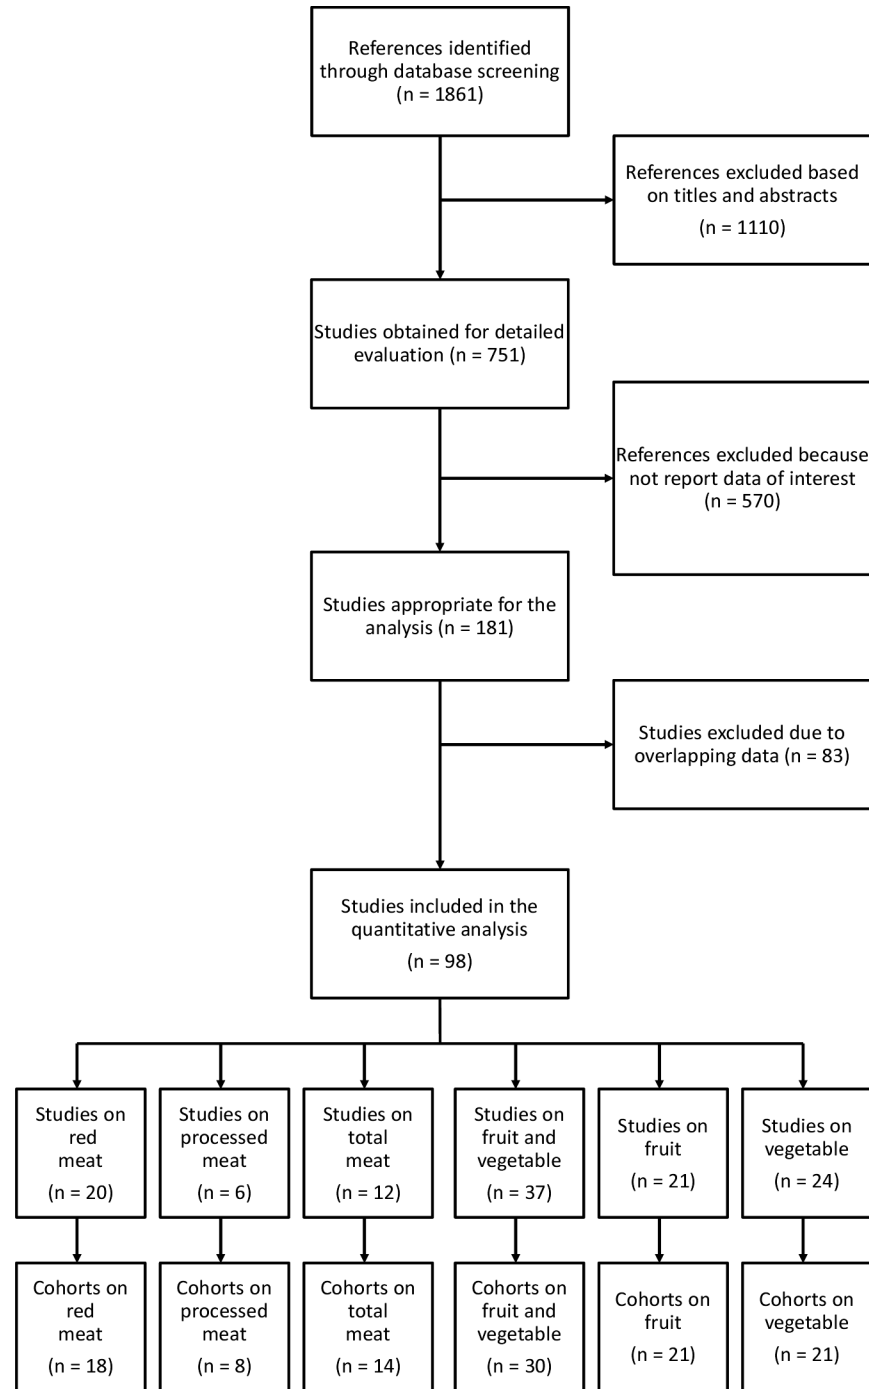 References identified
through database screening
(n = 1861)
References excluded based
on titles and abstracts
(n = 1110)
Studies obtained for detailed
evaluation (n = 751)
References excluded because
not report data of interest
(n = 570)
Studies appropriate for the
analysis (n = 181)
Studies excluded due to
overlapping data (n = 83)
Studies included in the
quantitative analysis
(n = 98)
Studies on
red
meat
(n = 20)
Studies on
processed
meat
(n = 6)
Studies on
total
meat
(n = 12)
Studies on
fruit and
vegetable
(n = 37)
Studies on
fruit
(n = 21)
Studies on
vegetable
(n = 24)
Cohorts on
red
meat
(n = 18)
Cohorts on
processed
meat
(n = 8)
Cohorts on
total
meat
(n = 14)
Cohorts on
fruit and
vegetable
(n = 30)
Cohorts on
fruit
(n = 21)
Cohorts on
vegetable
(n = 21)